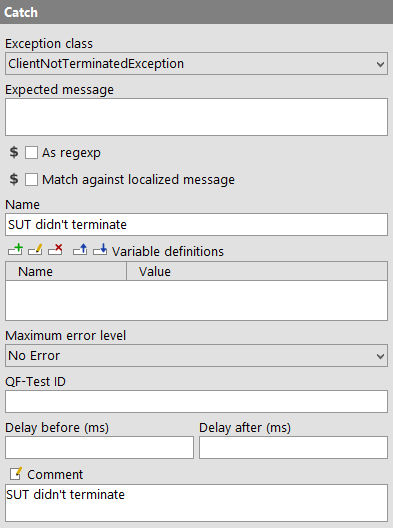 Catch
Exception class
ClientNotTerminatedException
Expected message
$ As regexp
$ Match against localized message
Name
SUT didn't terminate
Variable definitions
Name Value
Maximum error level
No Error
QF-Test ID
Delay before (ms) Delay after (ms)
Comment
SUT didn't terminate